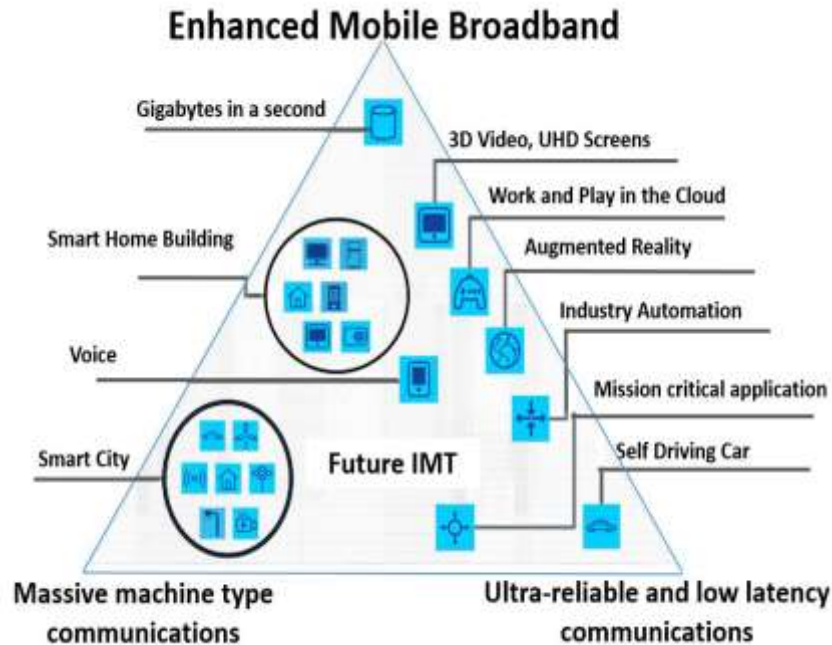 Enhanced Mobile Broadband
Gigabytes in a second
3D Video, UHD Screens
Work and Play in the Cloud
Smart Home Building
Augmented Reality
Industry Automation
Voice
Mission critical application
Self Driving Car
Smart City
Future IMT
Massive machine type
communications
Ultra-reliable and low latency
communications